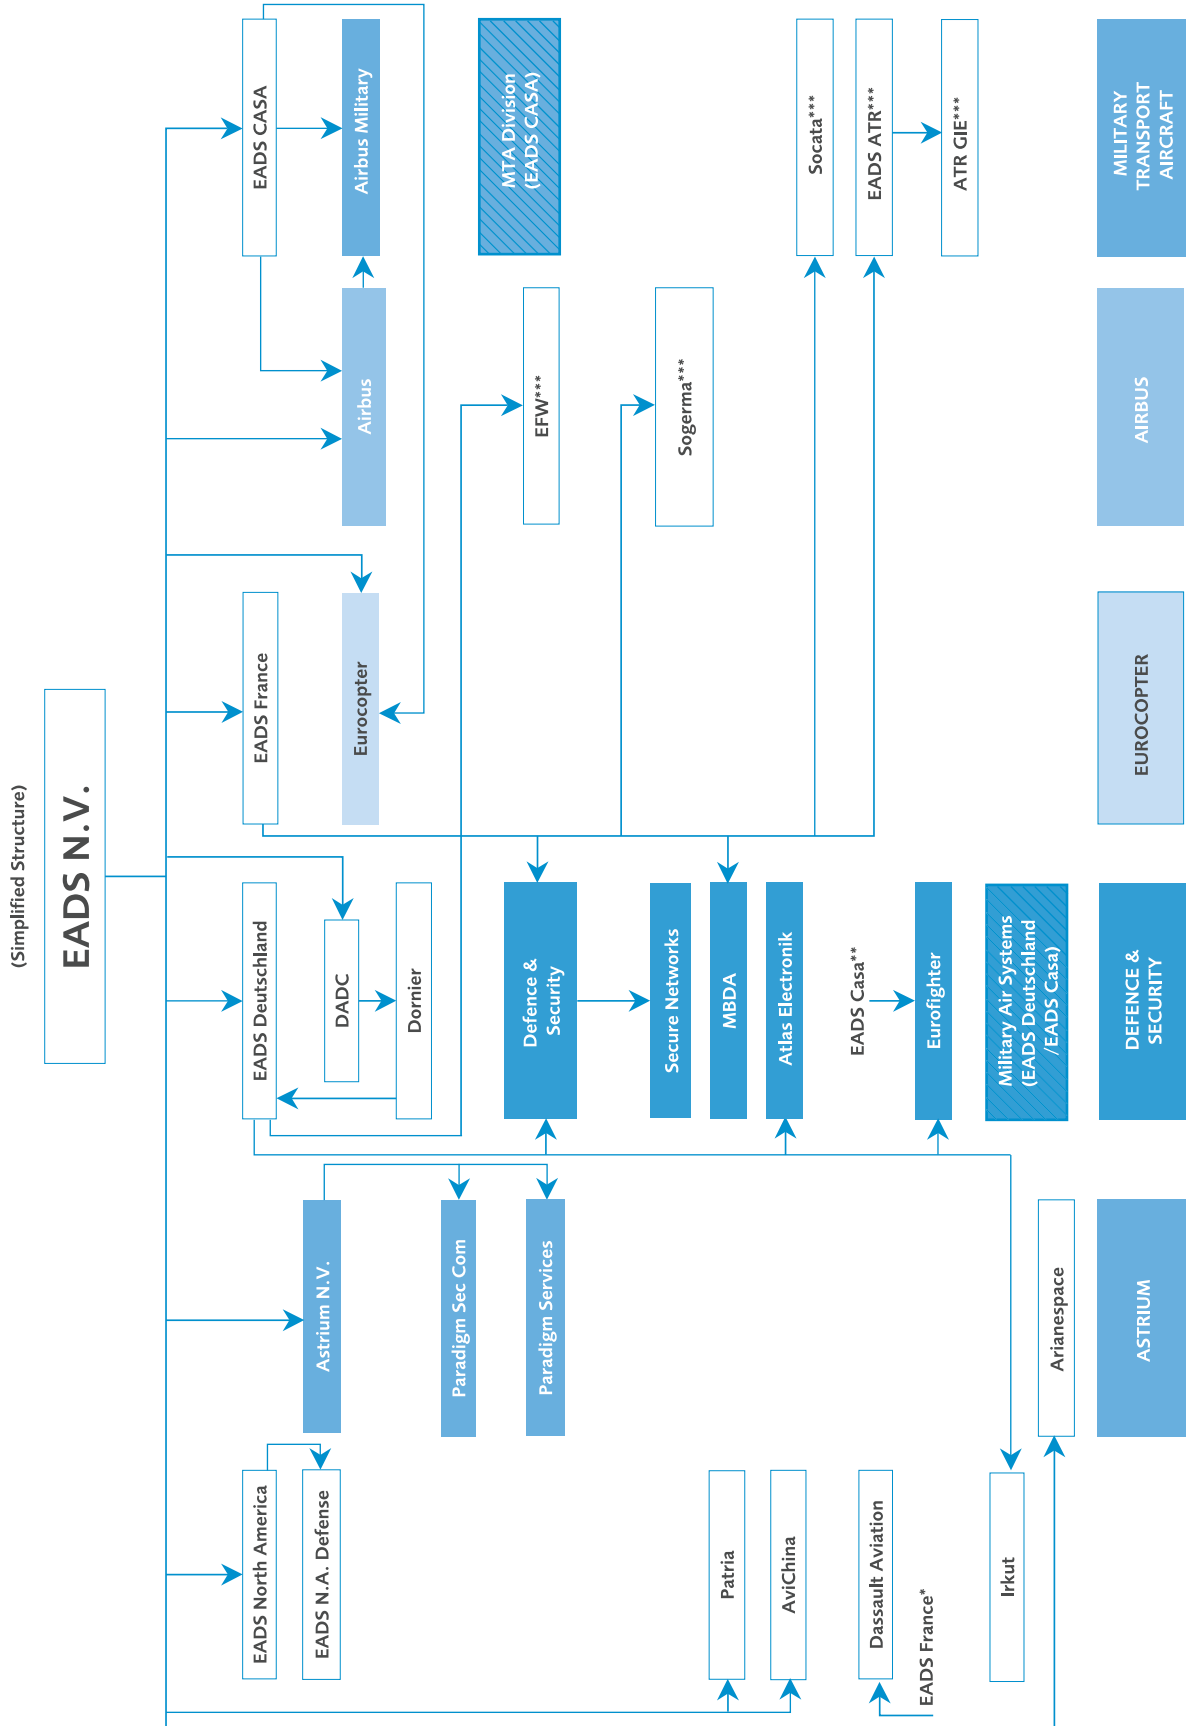 (Simplified Structure)
EADS N.V.
EADS North America
EADS N.A. Defense
Patria
AviChina
Dassault Aviation
EADS France*
Irkut
Astrium N.V.
Paradigm Sec Com
Paradigm Services
Arianespace
ASTRIUM
EADS Deutschland
DADC
Dornier
Defence &
Security
Secure Networks
MBDA
Atlas Electronik
EADS Casa**
Eurofighter
Military Air Systems
(EADS Deutschland
/EADS Casa)
DEFENCE &
SECURITY
EADS France
Eurocopter
EUROCOPTER
Airbus
EFW***
Sogerma***
AIRBUS
EADS CASA
Airbus Military
MTA Division
(EADS CASA)
Socata***
EADS ATR***
ATR GIE***
MILITARY
TRANSPORT
AIRCRAFT